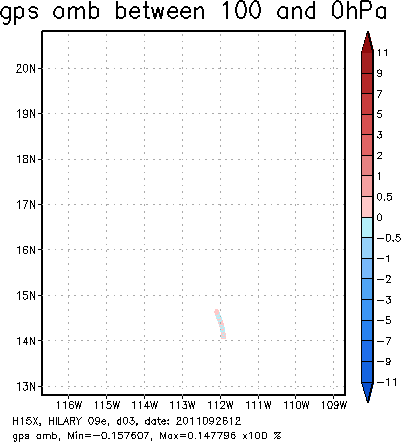 gps amb between 100 and 0hPa
20N
19N
18N
17N
16N
15N
14N
13N
116W 115W 114W 113W 112W 111W 110W 109W
11
9
7
5
3
2
1
0.5
0
-0.5
-1
-2
-3
-5
-7
-9
-11
H15X, HILARY 09e, d03, date: 2011092612
gps amb, Min=-0.157607, Max=0.147796 x100 %